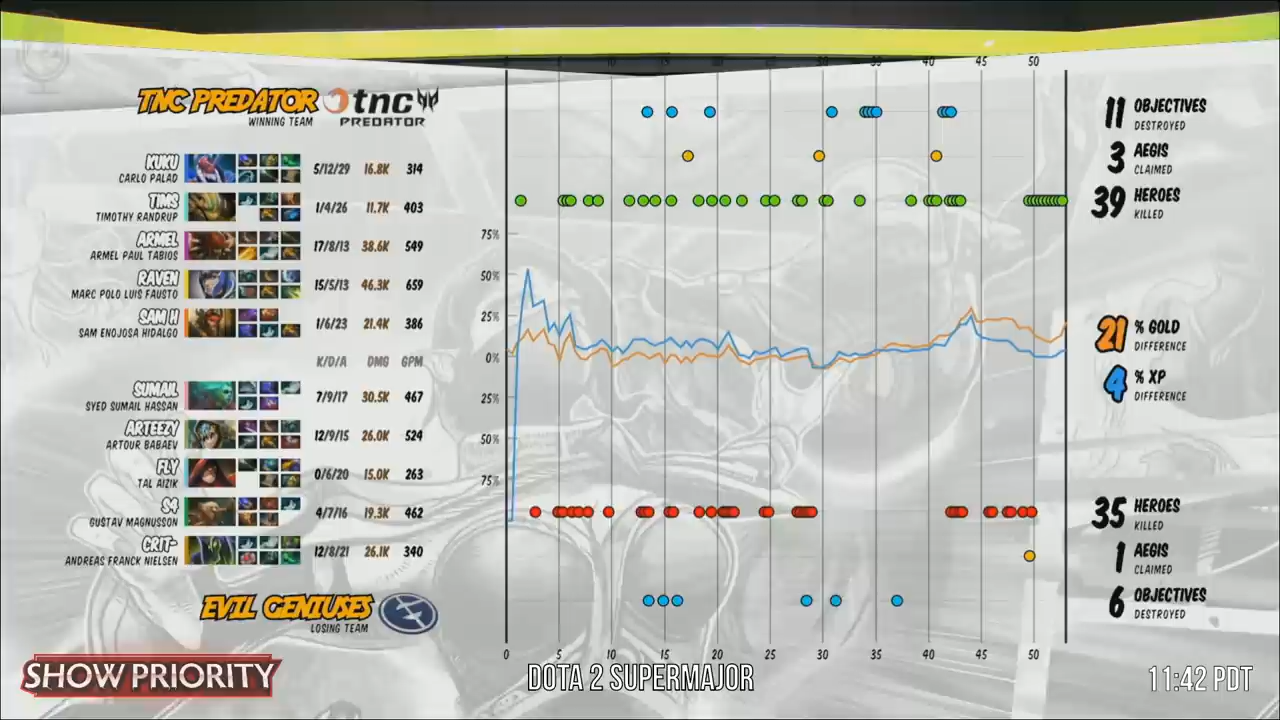 0 5 10 15 20 25 30 35 40 45 50
TNC PREDATOR tnc
PREDATOR
WINNING TEAM
KUKU 5/12/29 16.8K 314
CARLO PALAD
TIMS 1/4/26 11.7K 403
TIMOTHY RANDRUP
ARMEL 17/8/13 38.6K 549
ARMEL PAUL TABIOS
RAVEN 15/5/13 46.3K 659
MARC POLO LUIS FAUSTO
SAM H 1/6/23 21.4K 386
SAM ENOJOSA HIDALGO
K/D/A DMG GPM
SUMAIL 7/9/17 30.5K 467
SYED SUMAIL HASSAN
ARTEEZY 12/9/15 26.0K 524
ARTOUR BABAEV
FLY 0/6/20 15.0K 263
TAL AIZIK
S4 4/7/16 19.3K 462
GUSTAV MAGNUSSON
CRIT- 12/8/21 26.1K 340
ANDREAS FRANCK NIELSEN
EVIL GENIUSES
LOSING TEAM
75%
50%
25%
0%
25%
50%
75%
11 OBJECTIVES
DESTROYED
3 AEGIS
CLAIMED
39 HEROES
KILLED
21 % GOLD
DIFFERENCE
4 % XP
DIFFERENCE
35 HEROES
KILLED
1 AEGIS
CLAIMED
6 OBJECTIVES
DESTROYED
0 5 10 15 20 25 30 35 40 45 50
SHOW PRIORITY
DOTA 2 SUPERMAJOR
11:42 PDT